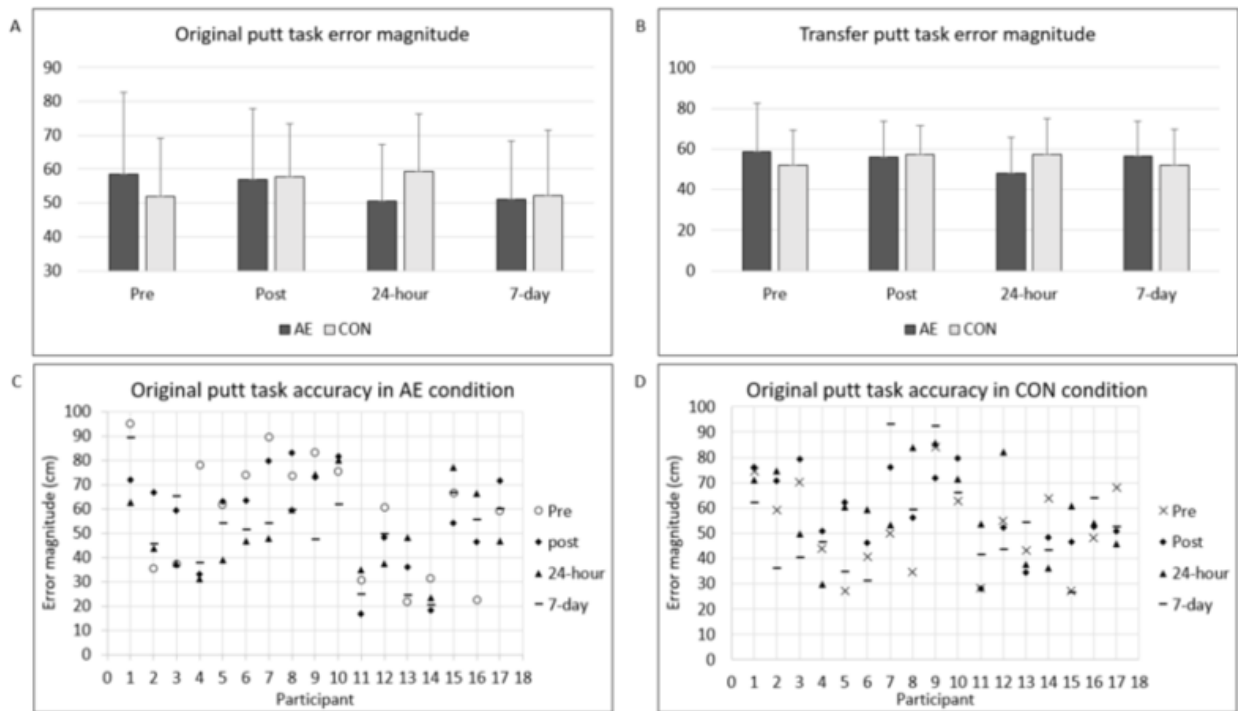 A
Original putt task error magnitude
90
80
70
60
50
40
30
Pre Post 24-hour 7-day
AE CON
B
Transfer putt task error magnitude
100
80
60
40
20
0
Pre Post 24-hour 7-day
AE CON
C
Original putt task accuracy in AE condition
Error magnitude (cm)
100
90
80
70
60
50
40
30
20
10
0
0 1 2 3 4 5 6 7 8 9 10 11 12 13 14 15 16 17 18
Participant
Pre
post
24-hour
7-day
D
Original putt task accuracy in CON condition
Error magnitude (cm)
100
90
80
70
60
50
40
30
20
10
0
0 1 2 3 4 5 6 7 8 9 10 11 12 13 14 15 16 17 18
Participant
Pre
Post
24-hour
7-day